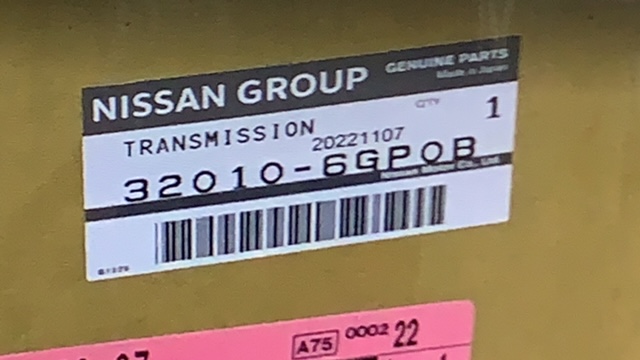 NISSAN GROUP
GENUINE PARTS
Made in Japan
TRANSMISSION
QTY 1
20221107
32010-6GP0B
Nissan Motor Co., Ltd.
A75 0002 22